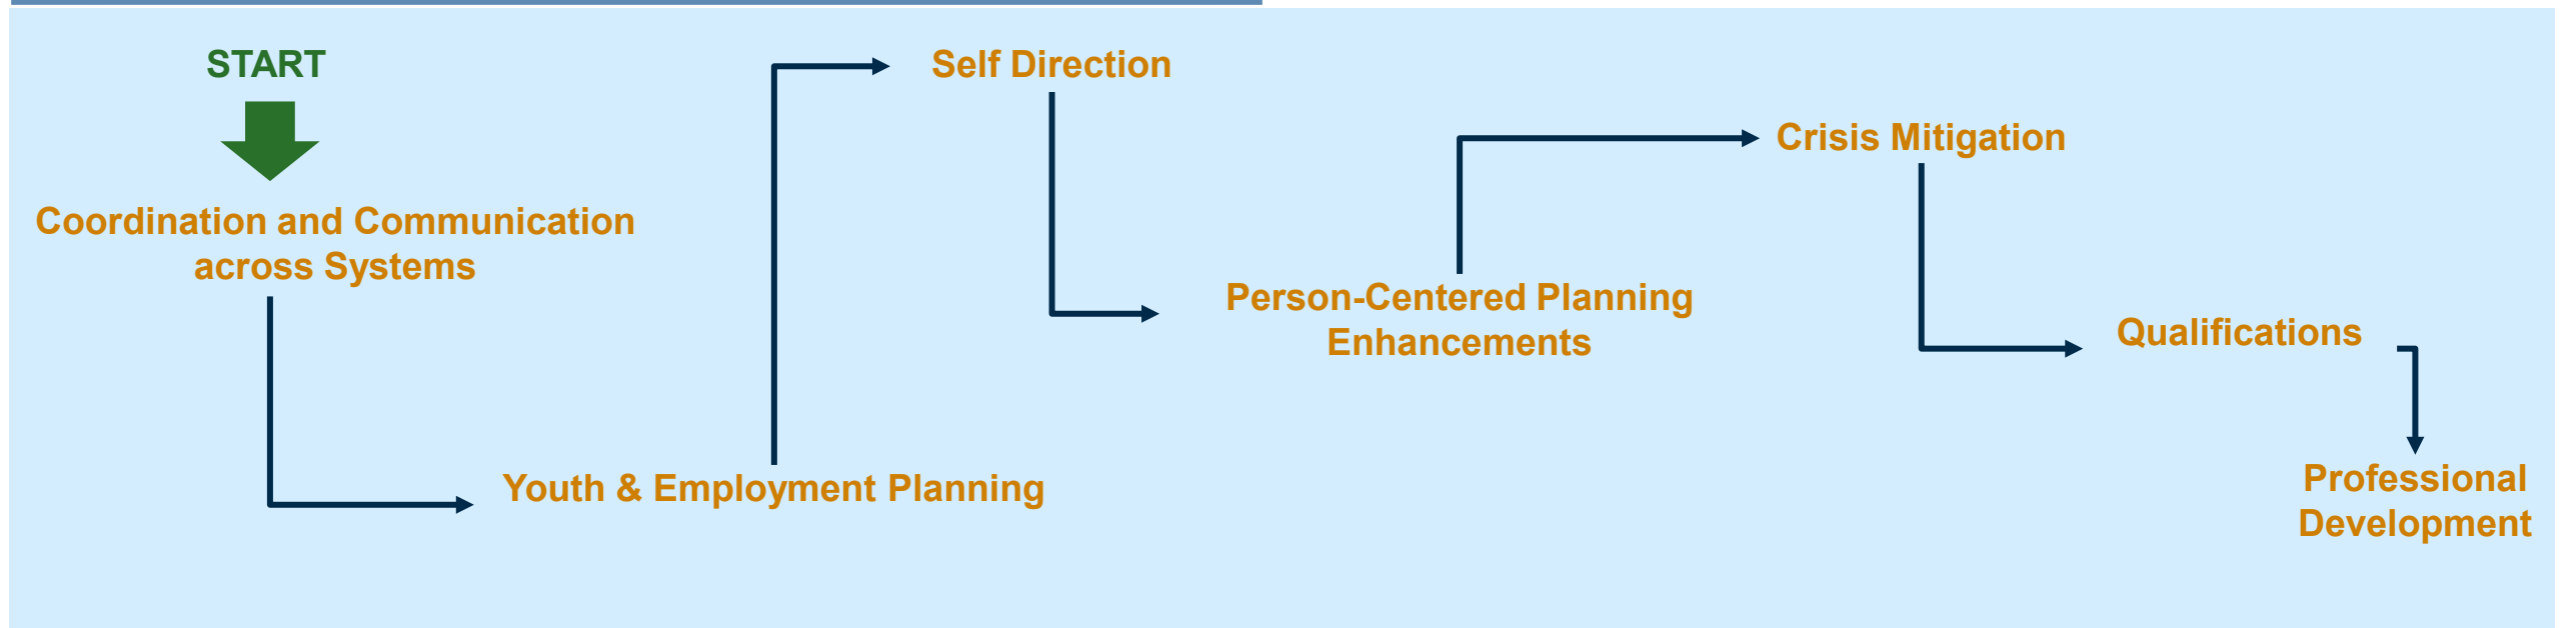 START
Coordination and Communication
across Systems
Youth & Employment Planning
Self Direction
Person-Centered Planning
Enhancements
Crisis Mitigation
Qualifications
Professional
Development